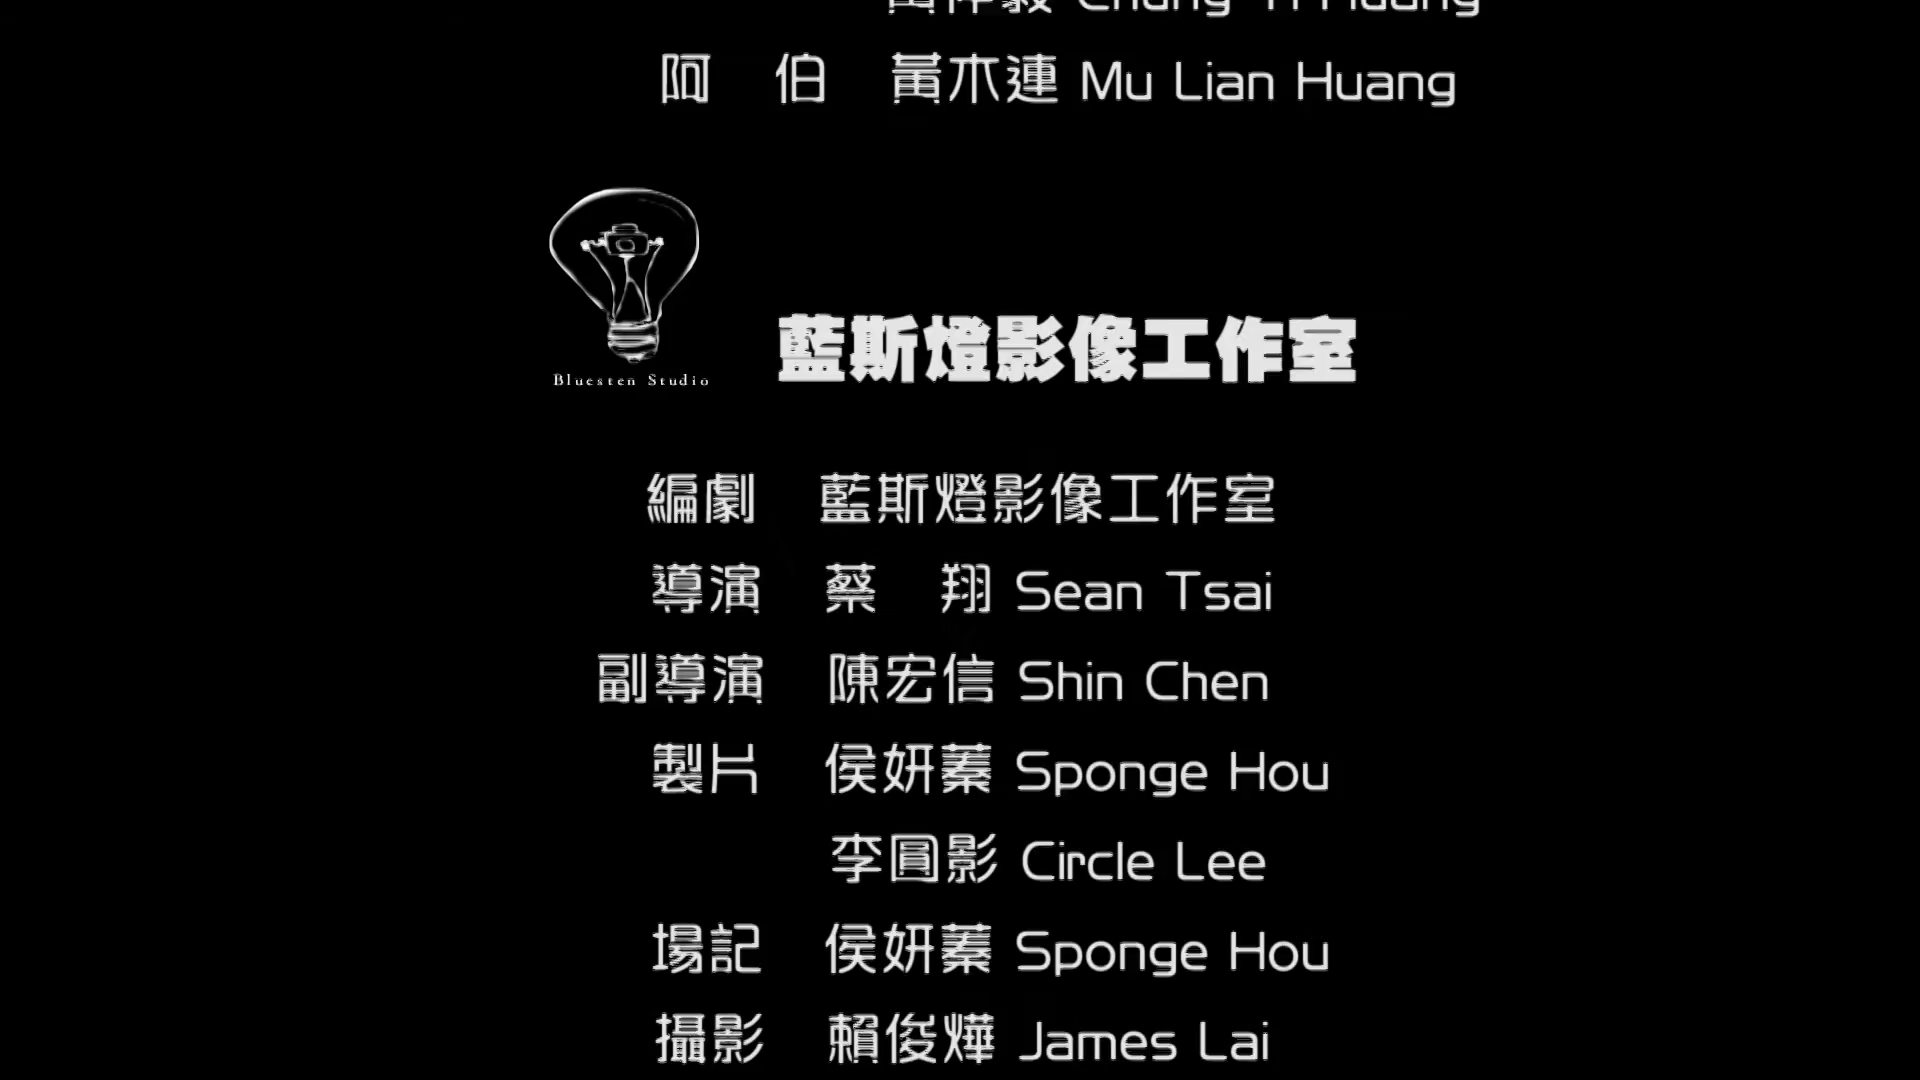 Huang
阿 伯 黃木連 Mu Lian Huang
Bluesten Studio
藍斯燈影像工作室
編劇 藍斯燈影像工作室
導演 蔡 翔 Sean Tsai
副導演 陳宏信 Shin Chen
製片 侯妍蓁 Sponge Hou
李圓影 Circle Lee
場記 侯妍蓁 Sponge Hou
攝影 賴俊燁 James Lai